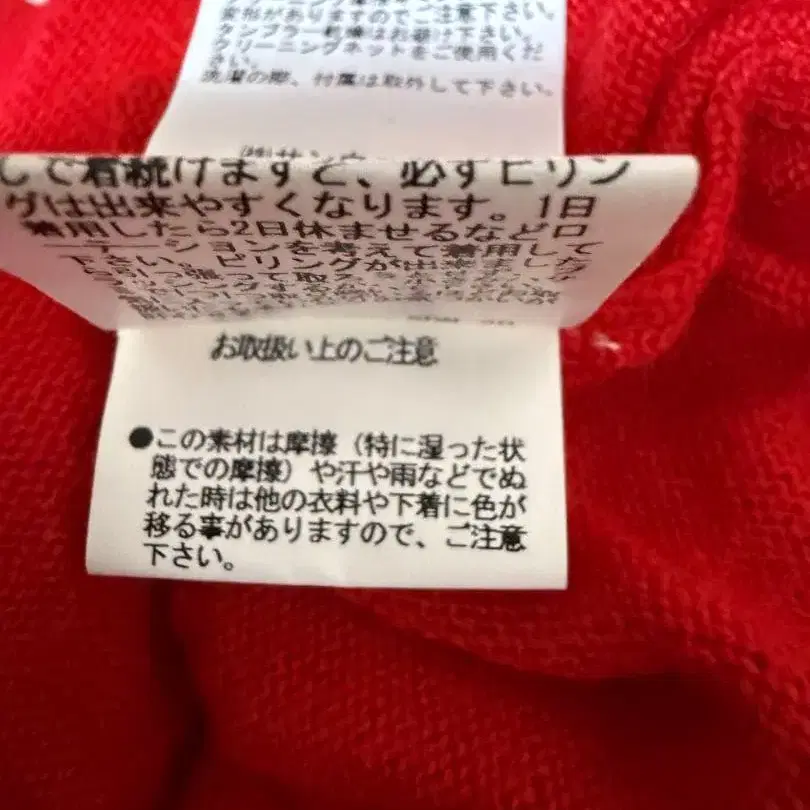 変形がありますのでご注意下さい。
タンブラー乾燥はお避け下さい。
クリーニングネットをご使用くだ
さい。
洗濯の際、付属は取外して下さい。
して着続けますと、必ずピリン
グは出来やすくなります。1日
着用したら2日休ませるなどロ
ーテーションを考えて着用して
下さい。ピリングが出来ました
お取扱い上のご注意
●この素材は摩擦（特に湿った状
態での摩擦）や汗や雨などでぬ
れた時は他の衣料や下着に色が
移る事がありますので、ご注意
下さい。